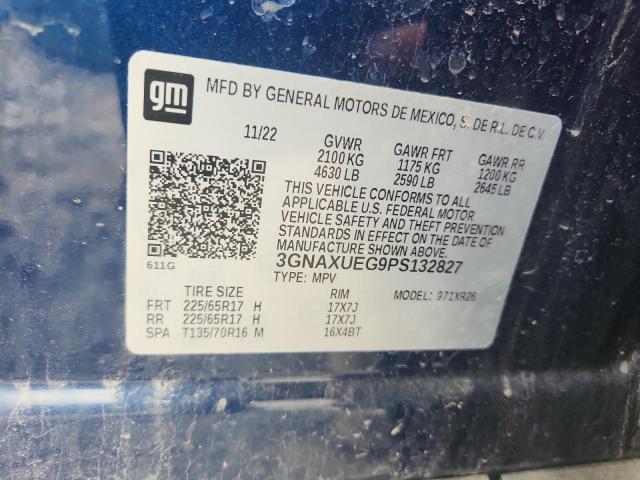 gm
MFD BY GENERAL MOTORS DE MEXICO, S. DE R.L. DE C.V.
11/22 GVWR GAWR FRT GAWR RR
2100 KG 1175 KG 1200 KG
4630 LB 2590 LB 2645 LB
THIS VEHICLE CONFORMS TO ALL
APPLICABLE U.S. FEDERAL MOTOR
VEHICLE SAFETY AND THEFT PREVENTION
STANDARDS IN EFFECT ON THE DATE OF
MANUFACTURE SHOWN ABOVE.
3GNAXUEG9PS132827
611G
TYPE: MPV MODEL: 971XR26
TIRE SIZE RIM
FRT 225/65R17 H 17X7J
RR 225/65R17 H 17X7J
SPA T135/70R16 M 16X4BT